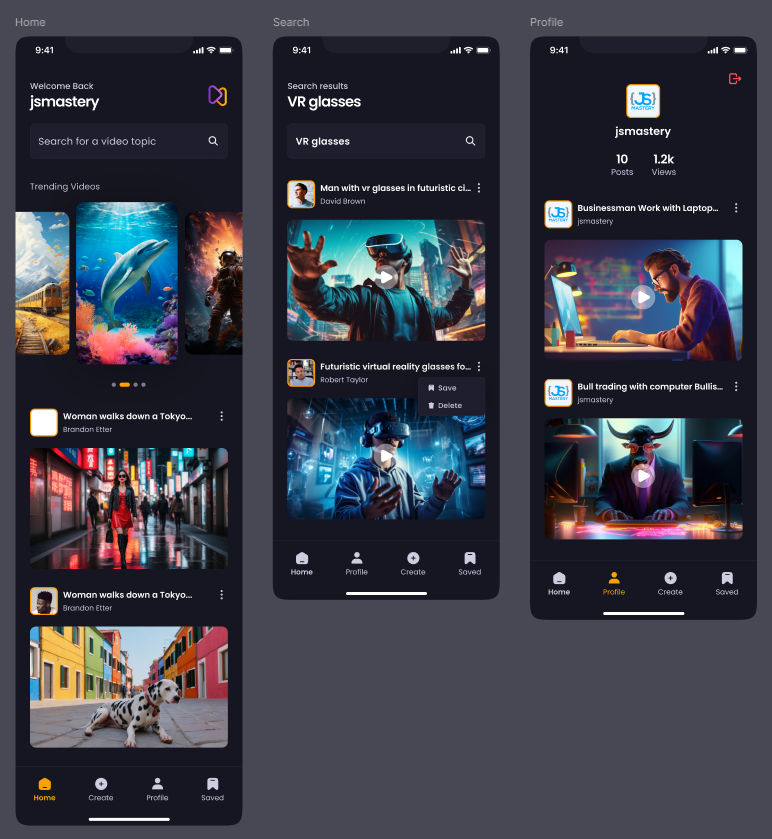 Home
9:41
Welcome Back
jsmastery
Search for a video topic
Trending Videos
Woman walks down a Tokyo...
Brandon Etter
Woman walks down a Tokyo...
Brandon Etter
Home
Create
Profile
Saved
Search
9:41
Search results
VR glasses
VR glasses
Man with vr glasses in futuristic ci...
David Brown
Futuristic virtual reality glasses fo...
Robert Taylor
Save
Delete
Home
Profile
Create
Saved
Profile
9:41
{JS}
MASTERY
jsmastery
10 1.2k
Posts Views
{JS}
MASTERY
Businessman Work with Laptop...
jsmastery
{JS}
MASTERY
Bull trading with computer Bullis...
jsmastery
Home
Profile
Create
Saved